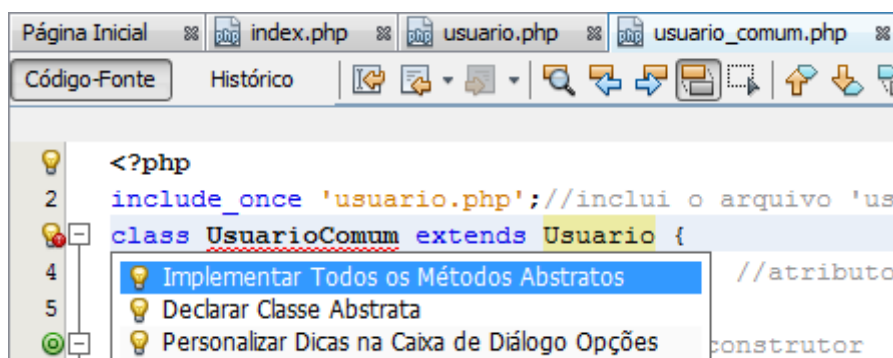 Página Inicial index.php usuario.php usuario_comum.php
Código-Fonte Histórico
<?php
2 include_once 'usuario.php';//inclui o arquivo 'us
class UsuarioComum extends Usuario {
4 Implementar Todos os Métodos Abstratos //atributo
5 Declarar Classe Abstrata
Personalizar Dicas na Caixa de Diálogo Opções construtor